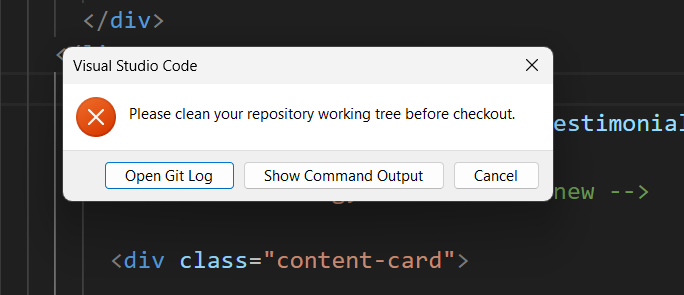 </div>
Visual Studio Code
Please clean your repository working tree before checkout.
estimonial
Open Git Log Show Command Output Cancel
new -->
<div class="content-card">